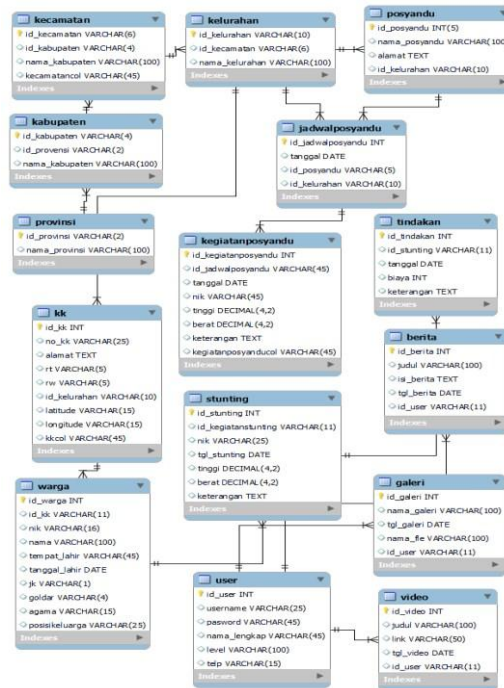 kecamatan
id_kecamatan VARCHAR(6)
id_kabupaten VARCHAR(4)
nama_kabupaten VARCHAR(100)
kecamatancol VARCHAR(45)
Indexes
kelurahan
id_kelurahan VARCHAR(10)
id_kecamatan VARCHAR(6)
nama_kelurahan VARCHAR(100)
Indexes
posyandu
id_posyandu INT(5)
nama_posyandu VARCHAR(100
alamat TEXT
id_kelurahan VARCHAR(10)
Indexes
kabupaten
id_kabupaten VARCHAR(4)
id_provensi VARCHAR(2)
nama_kabupaten VARCHAR(100)
Indexes
jadwalposyandu
id_jadwalposyandu INT
tanggal DATE
id_posyandu VARCHAR(5)
id_kelurahan VARCHAR(10)
Indexes
provinsi
id_provinsi VARCHAR(2)
nama_provinsi VARCHAR(100)
Indexes
kegiatanposyandu
id_kegiatanposyandu INT
id_jadwalposyandu VARCHAR(45)
tanggal DATE
nik VARCHAR(45)
tinggi DECIMAL(4,2)
berat DECIMAL(4,2)
keterangan TEXT
kegiatanposyanducol VARCHAR(45)
Indexes
tindakan
id_tindakan INT
id_stunting VARCHAR(11)
tanggal DATE
biaya INT
keterangan TEXT
Indexes
kk
id_kk INT
no_kk VARCHAR(25)
alamat TEXT
rt VARCHAR(5)
rw VARCHAR(5)
id_kelurahan VARCHAR(10)
latitude VARCHAR(15)
longitude VARCHAR(15)
kkcol VARCHAR(45)
Indexes
berita
id_berita INT
judul VARCHAR(100)
isi_berita TEXT
tgl_berita DATE
id_user VARCHAR(11)
Indexes
stunting
id_stunting INT
id_kegiatanstunting VARCHAR(11)
nik VARCHAR(25)
tgl_stunting DATE
tinggi DECIMAL(4,2)
berat DECIMAL(4,2)
keterangan TEXT
Indexes
warga
id_warga INT
id_kk VARCHAR(11)
nik VARCHAR(16)
nama VARCHAR(100)
tempat_lahir VARCHAR(45)
tanggal_lahir DATE
jk VARCHAR(1)
goldar VARCHAR(4)
agama VARCHAR(15)
posisikeluarga VARCHAR(25)
Indexes
galeri
id_galeri INT
nama_galeri VARCHAR(100)
tgl_galeri DATE
nama_fle VARCHAR(100)
id_user VARCHAR(11)
Indexes
user
id_user INT
username VARCHAR(25)
pasword VARCHAR(45)
nama_lengkap VARCHAR(45)
level VARCHAR(100)
telp VARCHAR(15)
Indexes
video
id_video INT
judul VARCHAR(100)
link VARCHAR(50)
tgl_video DATE
id_user VARCHAR(11)
Indexes